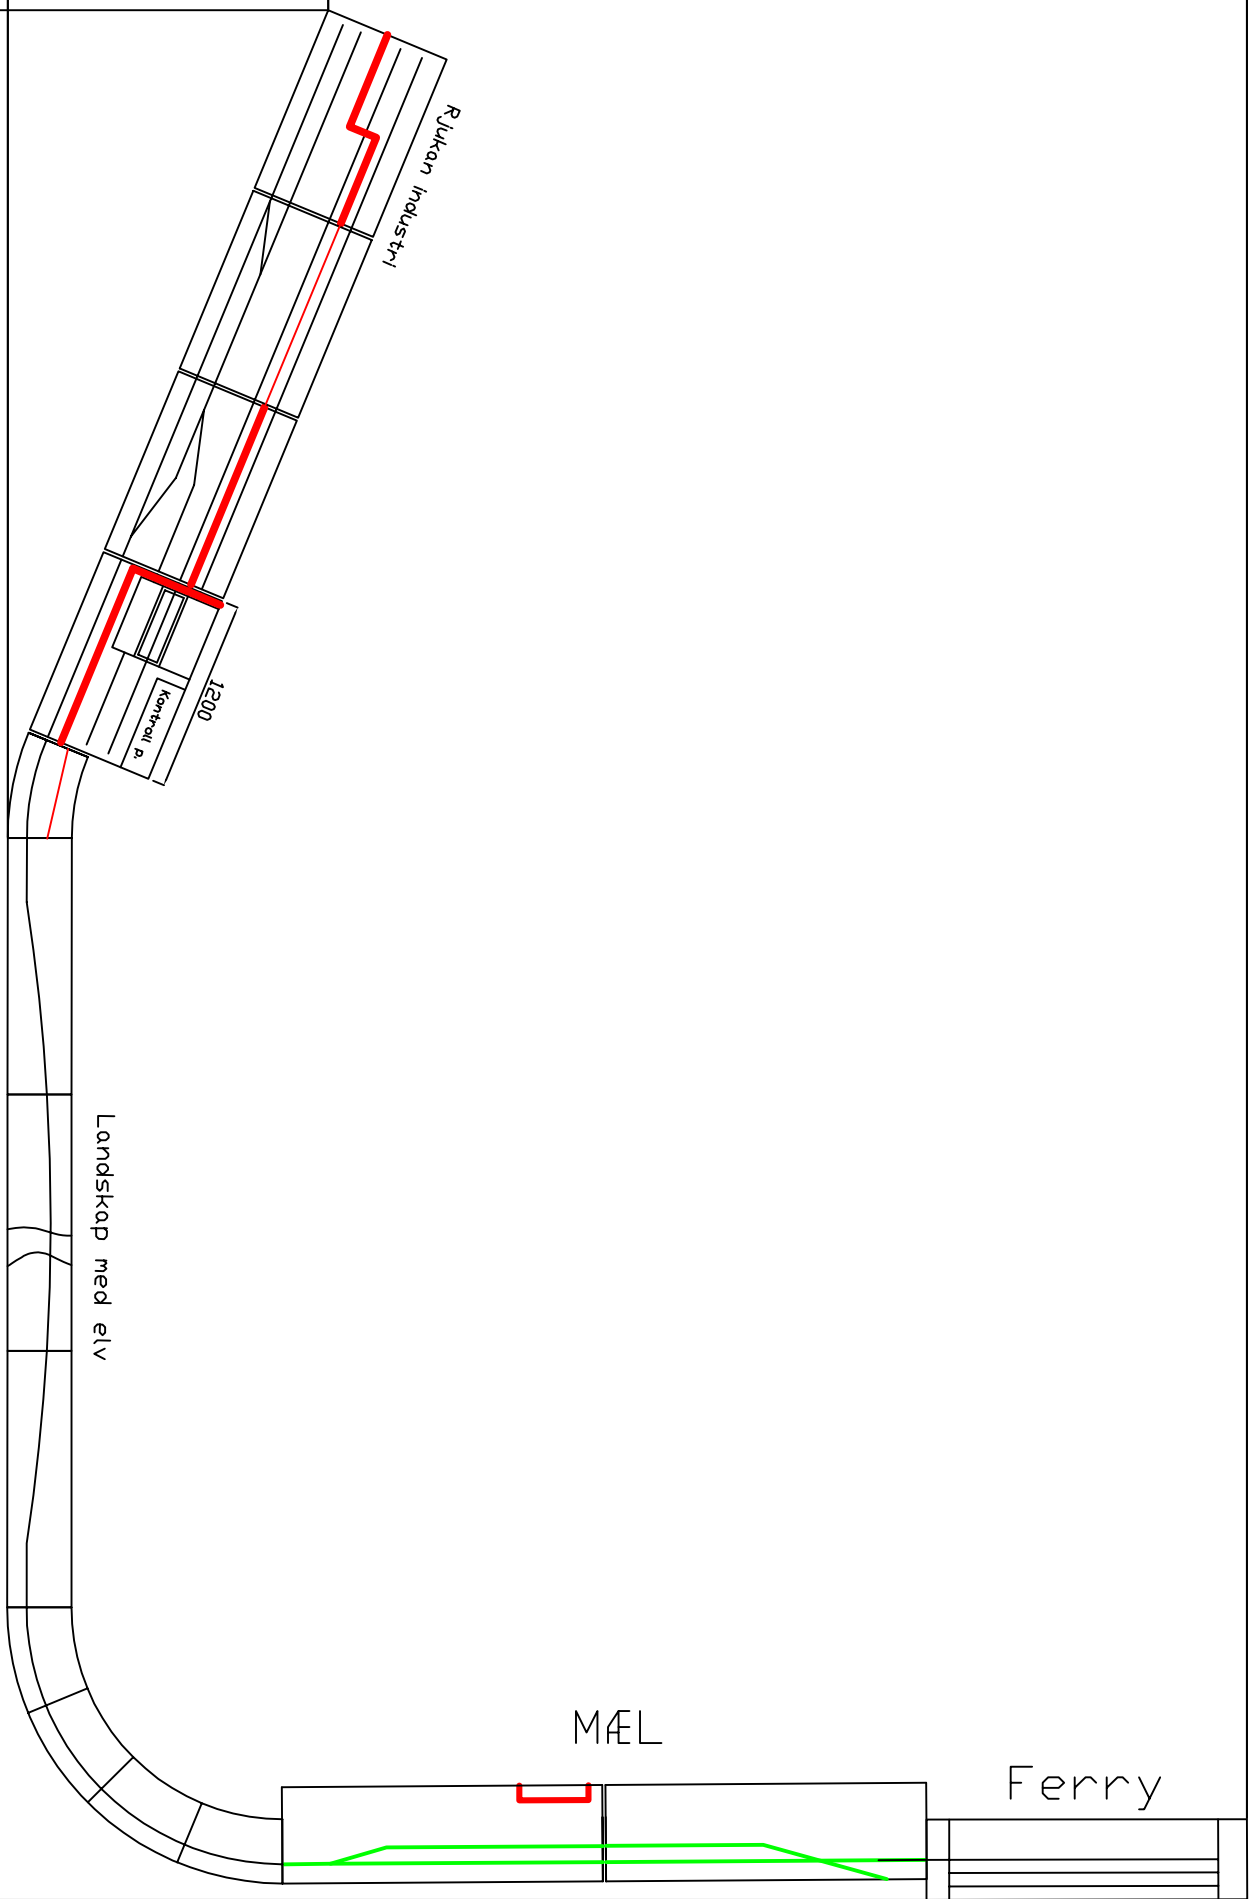 Rjukan industri
1200
Kontroll p.
Landskap med elv
MÆL
Ferry